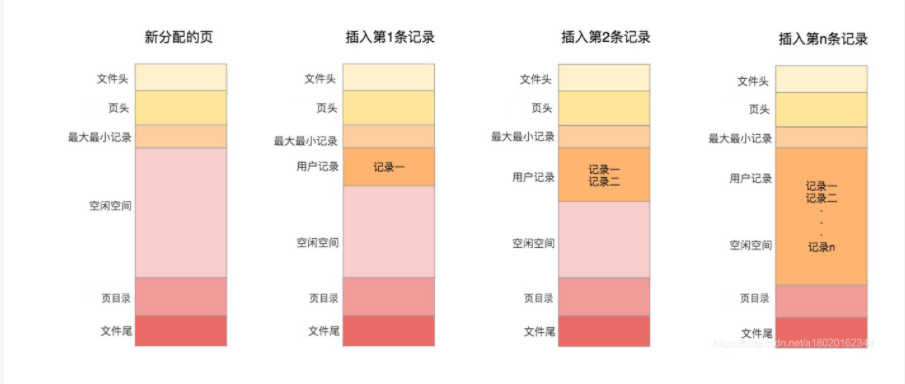 新分配的页
文件头
页头
最大最小记录
空闲空间
页目录
文件尾
插入第1条记录
文件头
页头
最大最小记录
用户记录
记录一
空闲空间
页目录
文件尾
插入第2条记录
文件头
页头
最大最小记录
用户记录
记录一
记录二
空闲空间
页目录
文件尾
插入第n条记录
文件头
页头
最大最小记录
用户记录
记录一
记录二
.
.
.
记录n
空闲空间
页目录
文件尾
https://blog.csdn.net/a18020162344